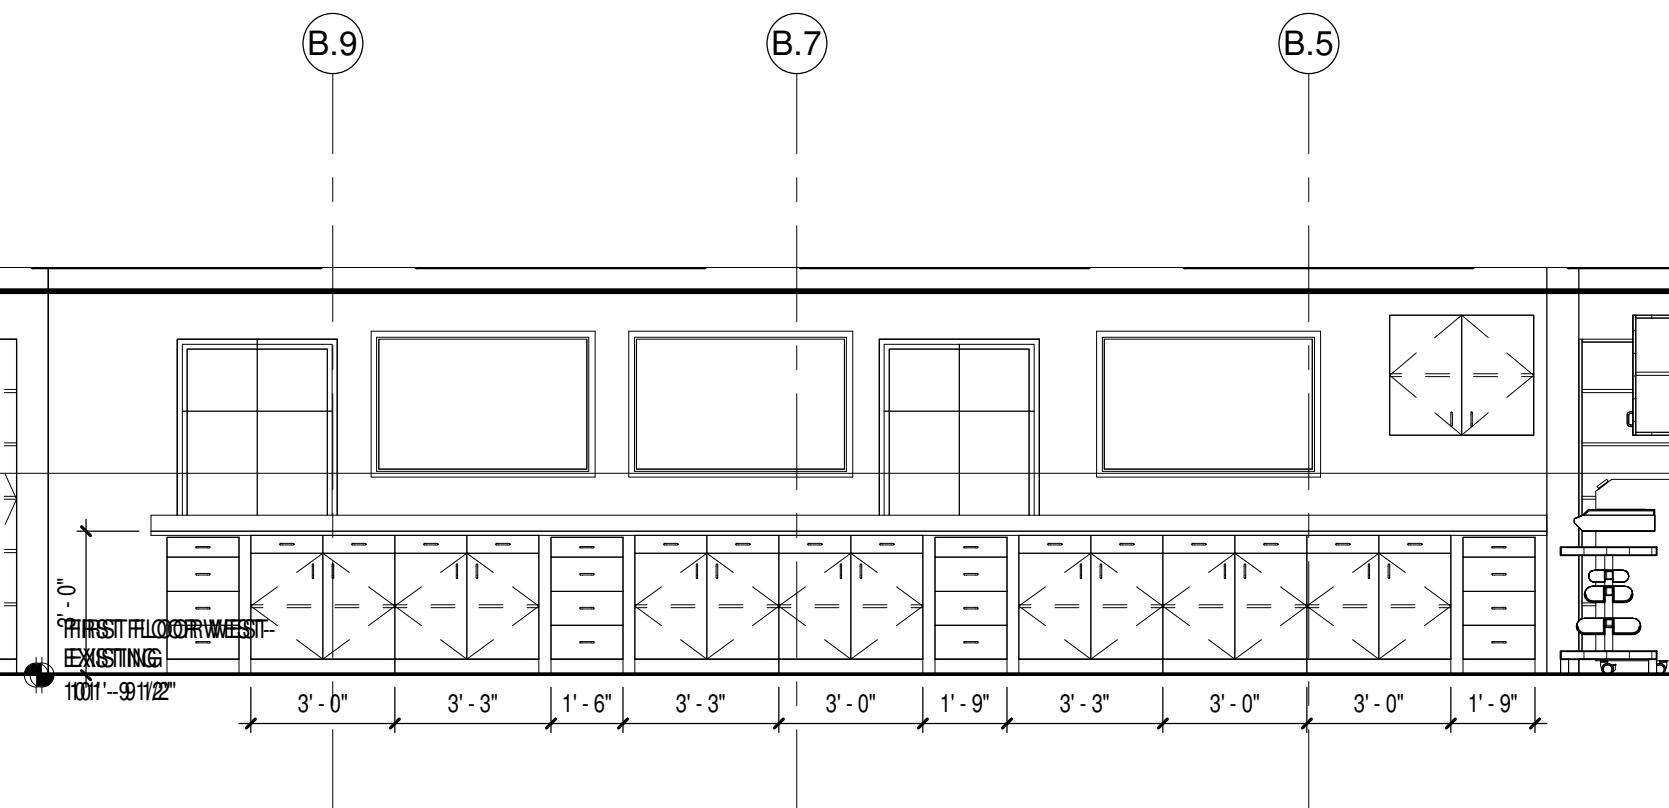 B.9
B.7
B.5
3' - 0"
FIRST FLOOR WEST -
EXISTING
101' - 9 1/2"
3' - 0"
3' - 3"
1' - 6"
3' - 3"
3' - 0"
1' - 9"
3' - 3"
3' - 0"
3' - 0"
1' - 9"